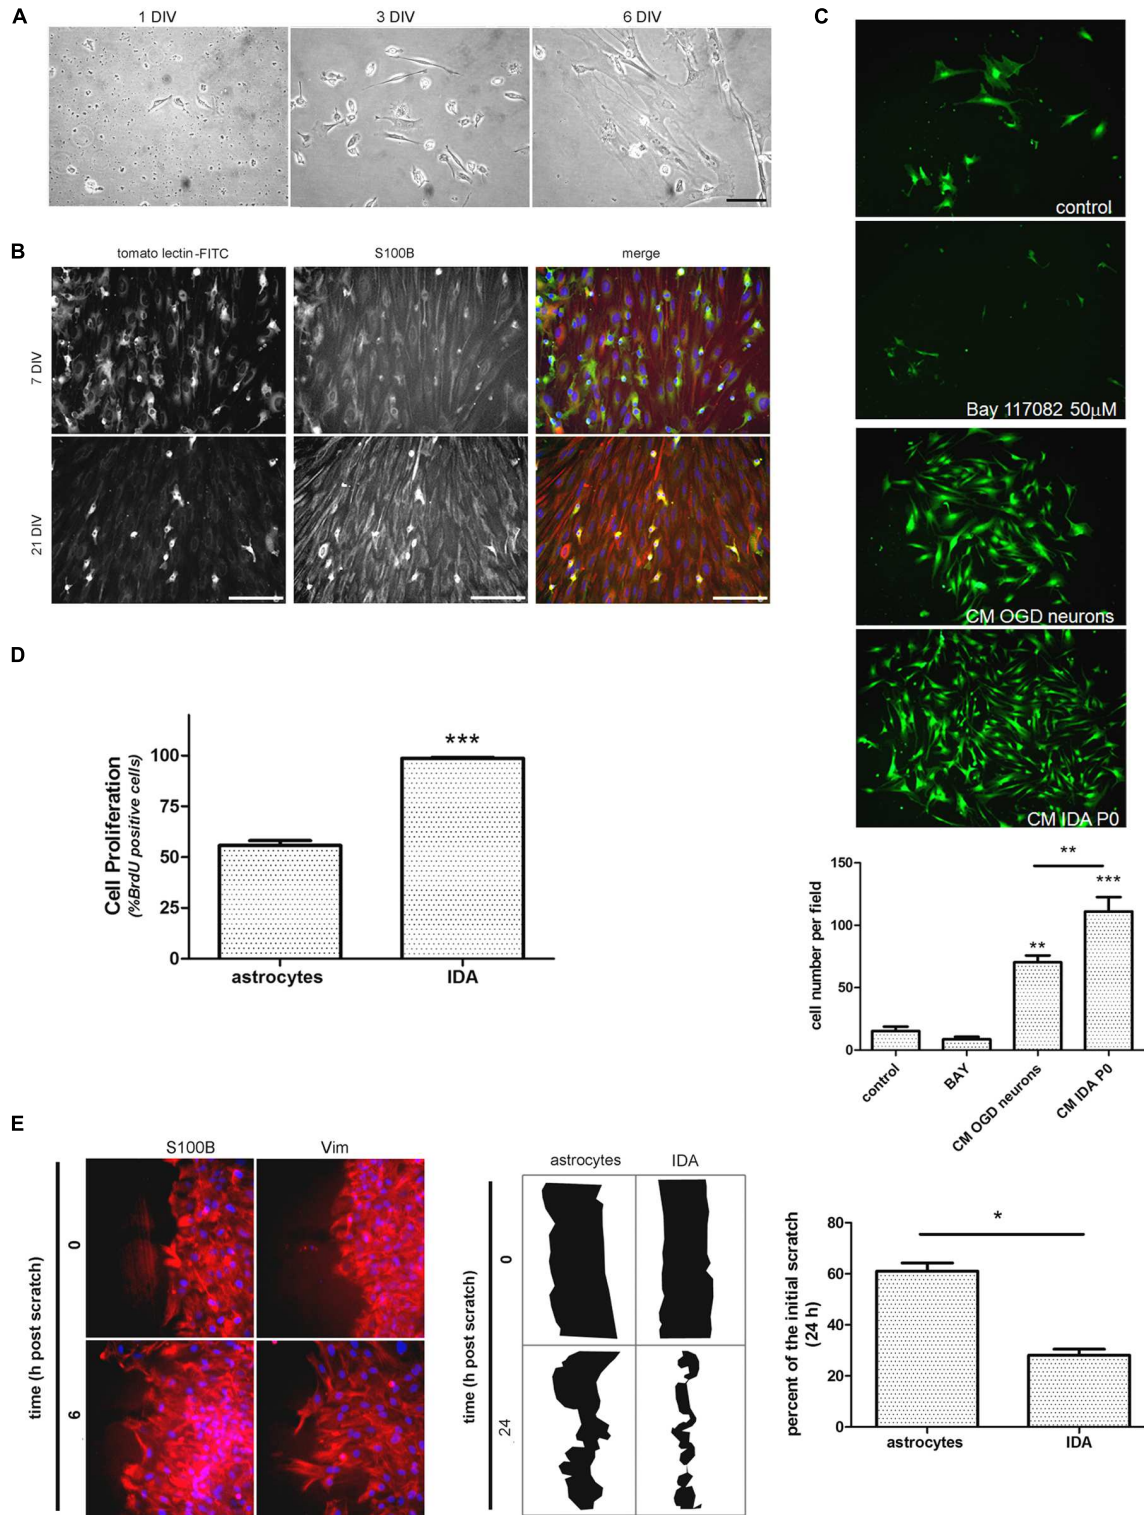 A
1 DIV
3 DIV
6 DIV
B
tomato lectin-FITC
S100B
merge
7 DIV
21 DIV
C
control
Bay 117082 50µM
CM OGD neurons
CM IDA P0
cell number per field
150
100
50
0
**
***
**
control
BAY
CM OGD neurons
CM IDA P0
D
Cell Proliferation
(%BrdU positive cells)
100
75
50
25
0
***
astrocytes
IDA
E
S100B
Vim
time (h post scratch)
0
6
astrocytes
IDA
time (h post scratch)
0
24
percent of the initial scratch
(24 h)
80
60
40
20
0
*
astrocytes
IDA